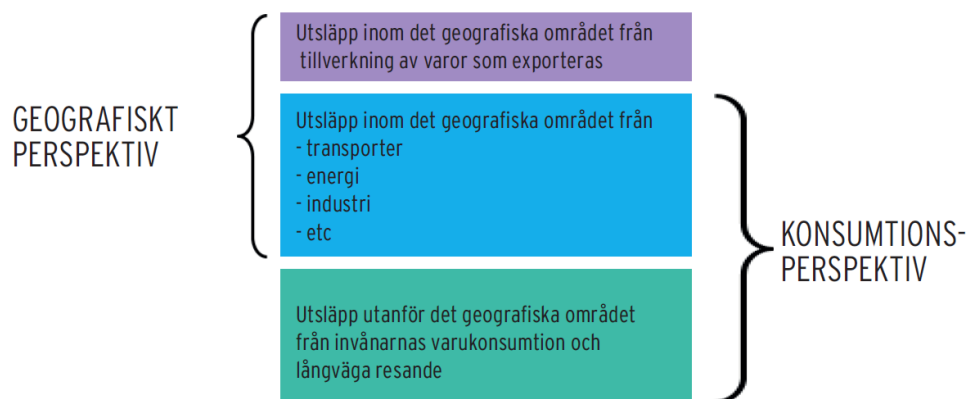 GEOGRAFISKT
PERSPEKTIV
Utsläpp inom det geografiska området från
tillverkning av varor som exporteras
Utsläpp inom det geografiska området från
- transporter
- energi
- industri
- etc
Utsläpp utanför det geografiska området
från invånarnas varukonsumtion och
långväga resande
KONSUMTIONS-
PERSPEKTIV